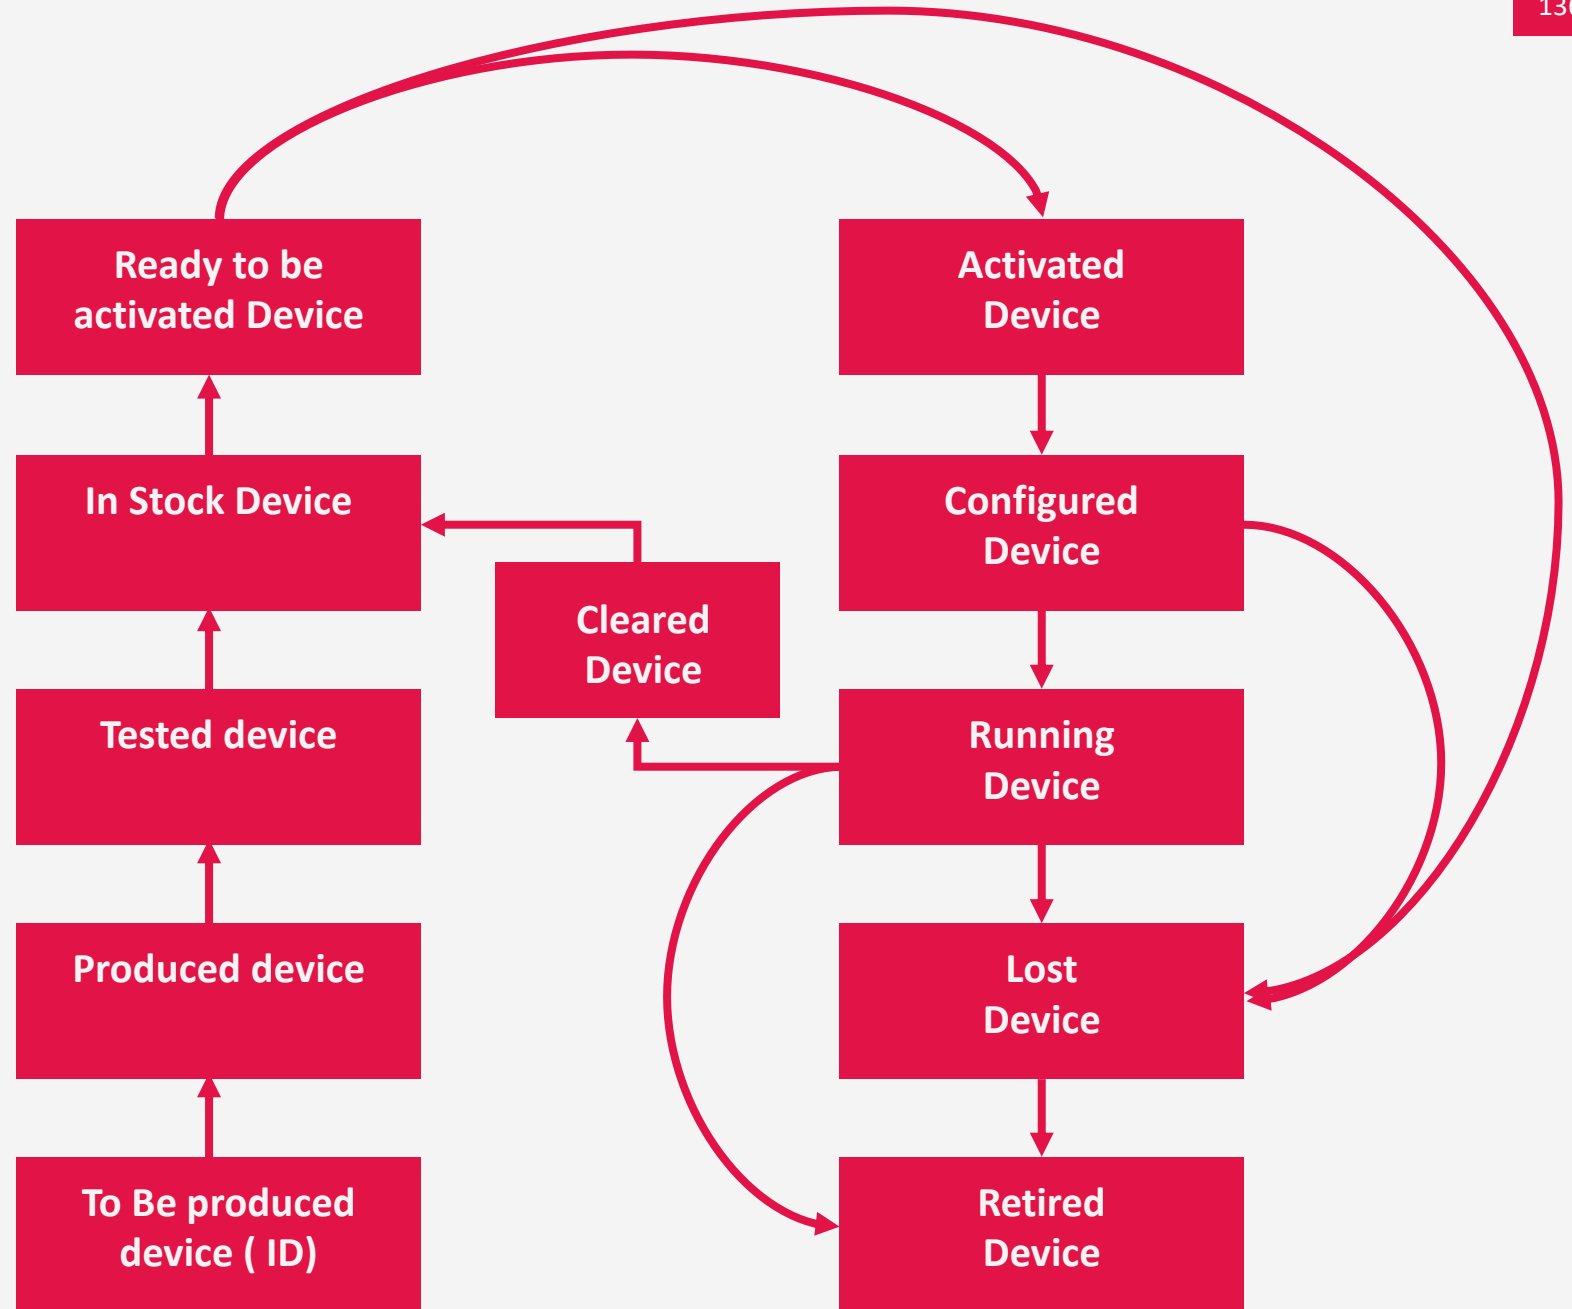 Ready to be
activated Device
Activated
Device
In Stock Device
Configured
Device
Cleared
Device
Tested device
Running
Device
Produced device
Lost
Device
To Be produced
device ( ID)
Retired
Device